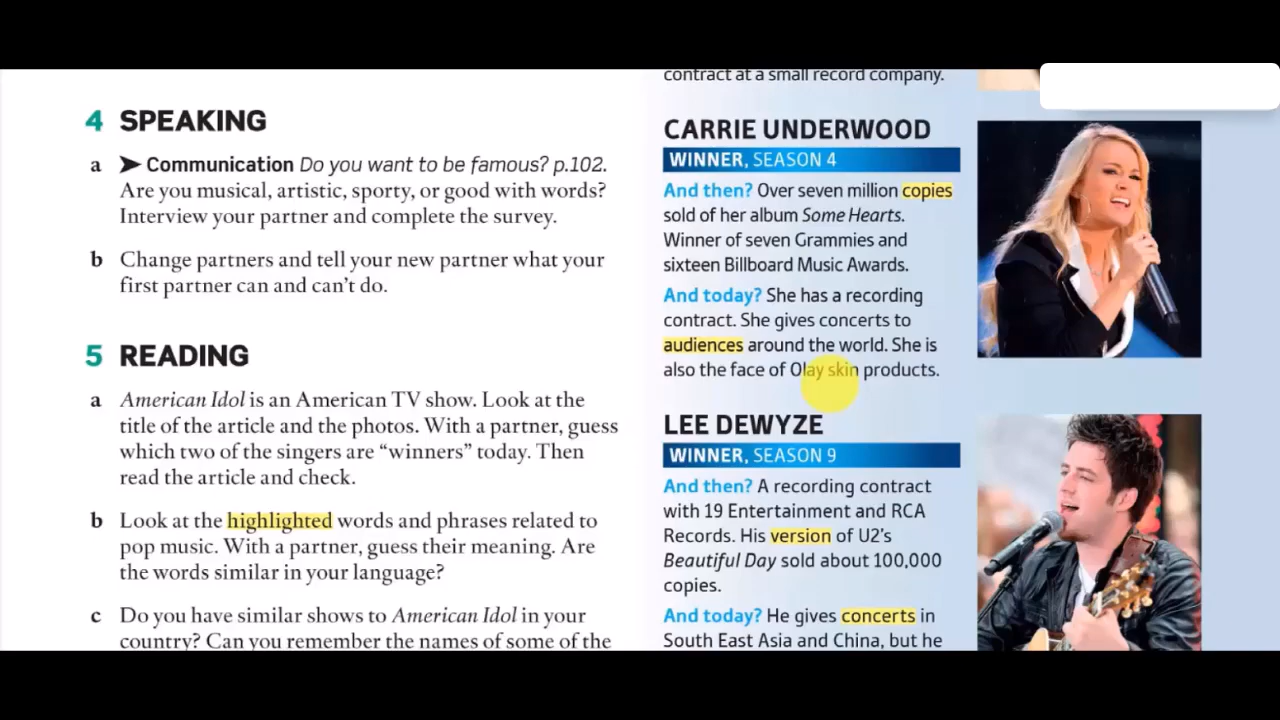 4 SPEAKING
a ➤ Communication Do you want to be famous? p.102.
Are you musical, artistic, sporty, or good with words?
Interview your partner and complete the survey.
b Change partners and tell your new partner what your
first partner can and can't do.
5 READING
a American Idol is an American TV show. Look at the
title of the article and the photos. With a partner, guess
which two of the singers are “winners” today. Then
read the article and check.
b Look at the highlighted words and phrases related to
pop music. With a partner, guess their meaning. Are
the words similar in your language?
c Do you have similar shows to American Idol in your
country? Can you remember the names of some of the
contract at a small record company.
CARRIE UNDERWOOD
WINNER, SEASON 4
And then? Over seven million copies
sold of her album Some Hearts.
Winner of seven Grammies and
sixteen Billboard Music Awards.
And today? She has a recording
contract. She gives concerts to
audiences around the world. She is
also the face of Olay skin products.
LEE DEWYZE
WINNER, SEASON 9
And then? A recording contract
with 19 Entertainment and RCA
Records. His version of U2's
Beautiful Day sold about 100,000
copies.
And today? He gives concerts in
South East Asia and China, but he